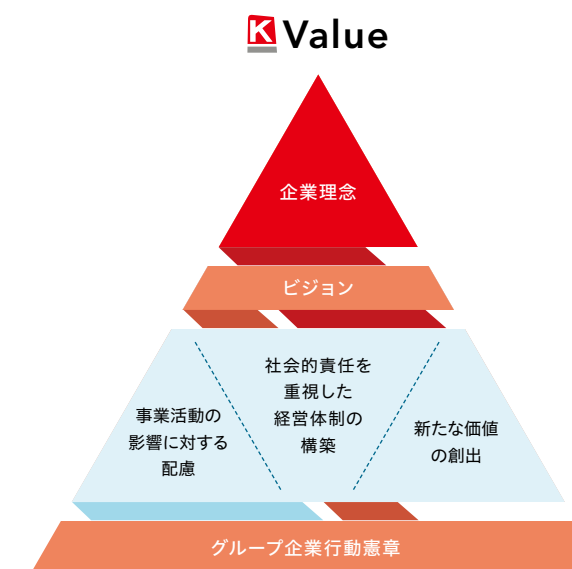 K Value
企業理念
ビジョン
社会的責任を
重視した
経営体制の
構築
事業活動の
影響に対する
配慮
新たな価値
の創出
グループ企業行動憲章